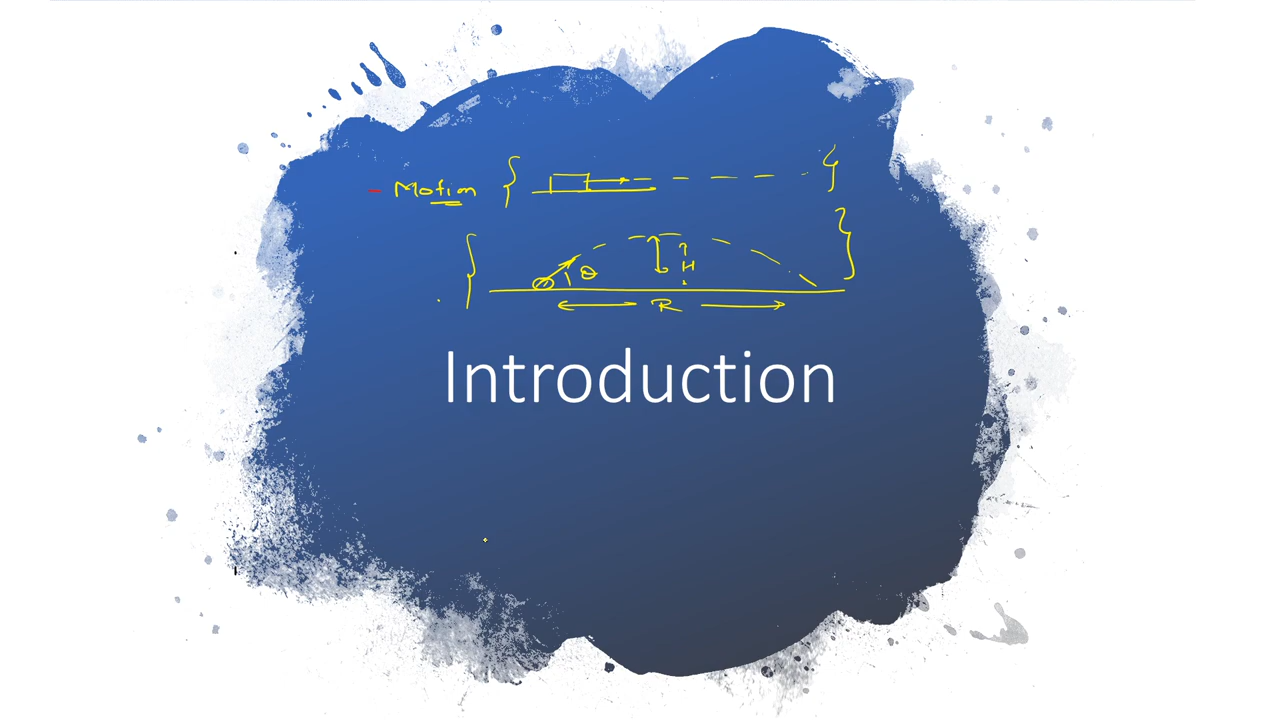 - Motion
θ
H
R
Introduction